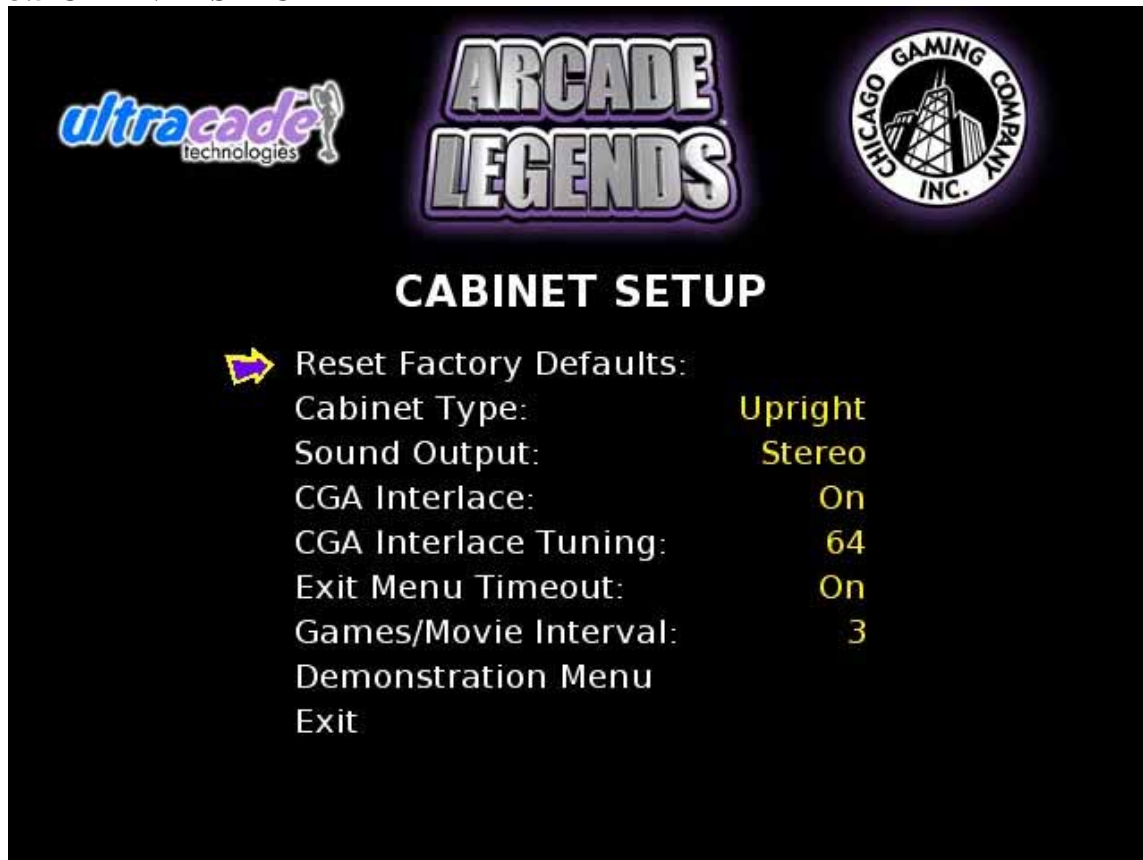 ultracade
technologies
ARCADE
LEGENDS
CHICAGO GAMING COMPANY
INC.
CABINET SETUP
Reset Factory Defaults:
Cabinet Type: Upright
Sound Output: Stereo
CGA Interlace: On
CGA Interlace Tuning: 64
Exit Menu Timeout: On
Games/Movie Interval: 3
Demonstration Menu
Exit